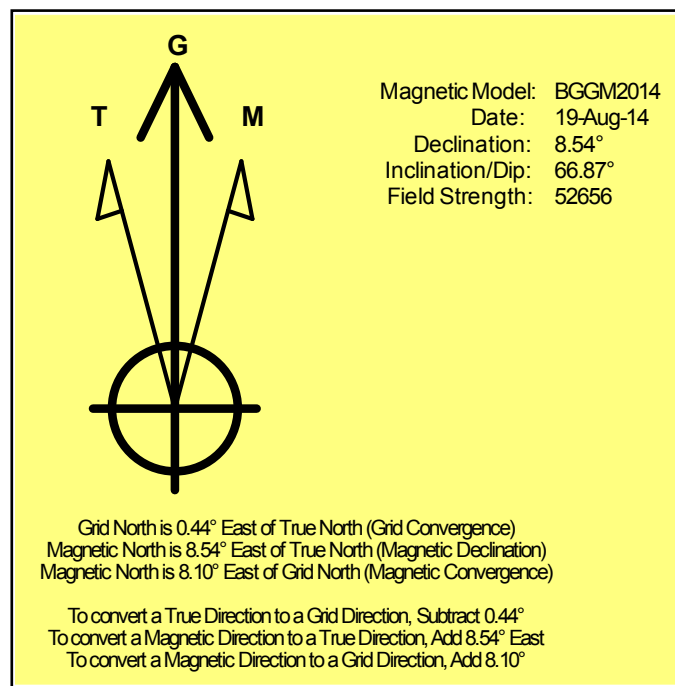 G
T
M
Magnetic Model: BGGM2014
Date: 19-Aug-14
Declination: 8.54°
Inclination/Dip: 66.87°
Field Strength: 52656
Grid North is 0.44° East of True North (Grid Convergence)
Magnetic North is 8.54° East of True North (Magnetic Declination)
Magnetic North is 8.10° East of Grid North (Magnetic Convergence)
To convert a True Direction to a Grid Direction, Subtract 0.44°
To convert a Magnetic Direction to a True Direction, Add 8.54° East
To convert a Magnetic Direction to a Grid Direction, Add 8.10°